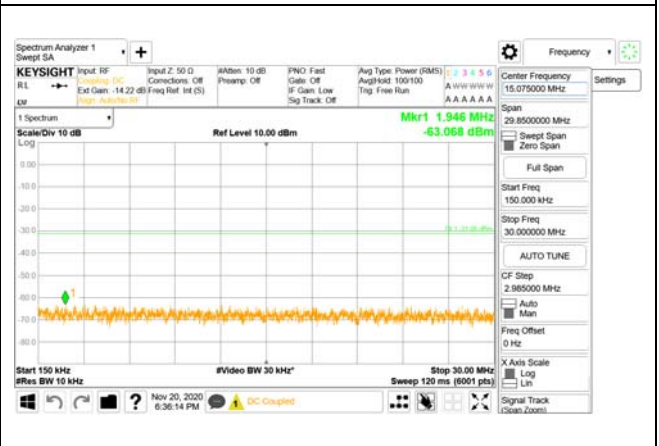 Spectrum Analyzer 1
Swept SA
+
Frequency
KEYSIGHT
RL
Input: RF
Coupling: DC
Ext Gain: -14.22 dB
Align: Auto/No RF
Input Z: 50 Ω
Corrections: Off
Freq Ref: Int (S)
#Atten: 10 dB
Preamp: Off
PNO: Fast
Gate: Off
IF Gain: Low
Sig Track: Off
Avg Type: Power (RMS)
Avg|Hold: 100/100
Trig: Free Run
1 2 3 4 5 6
A W W W W W
A A A A A A
1 Spectrum
Scale/Div 10 dB
Log
Ref Level 10.00 dBm
Mkr1 1.946 MHz
-63.068 dBm
0.00
-10.0
-20.0
-30.0
-40.0
-50.0
-60.0
-70.0
-80.0
1
Start 150 kHz
#Res BW 10 kHz
#Video BW 30 kHz*
Stop 30.00 MHz
Sweep 120 ms (6001 pts)
Nov 20, 2020
6:36:14 PM
DC Coupled
Center Frequency
15.075000 MHz
Settings
Span
29.8500000 MHz
Swept Span
Zero Span
Full Span
Start Freq
150.000 kHz
Stop Freq
30.000000 MHz
AUTO TUNE
CF Step
2.985000 MHz
Auto
Man
Freq Offset
0 Hz
X Axis Scale
Log
Lin
Signal Track
(Span Zoom)